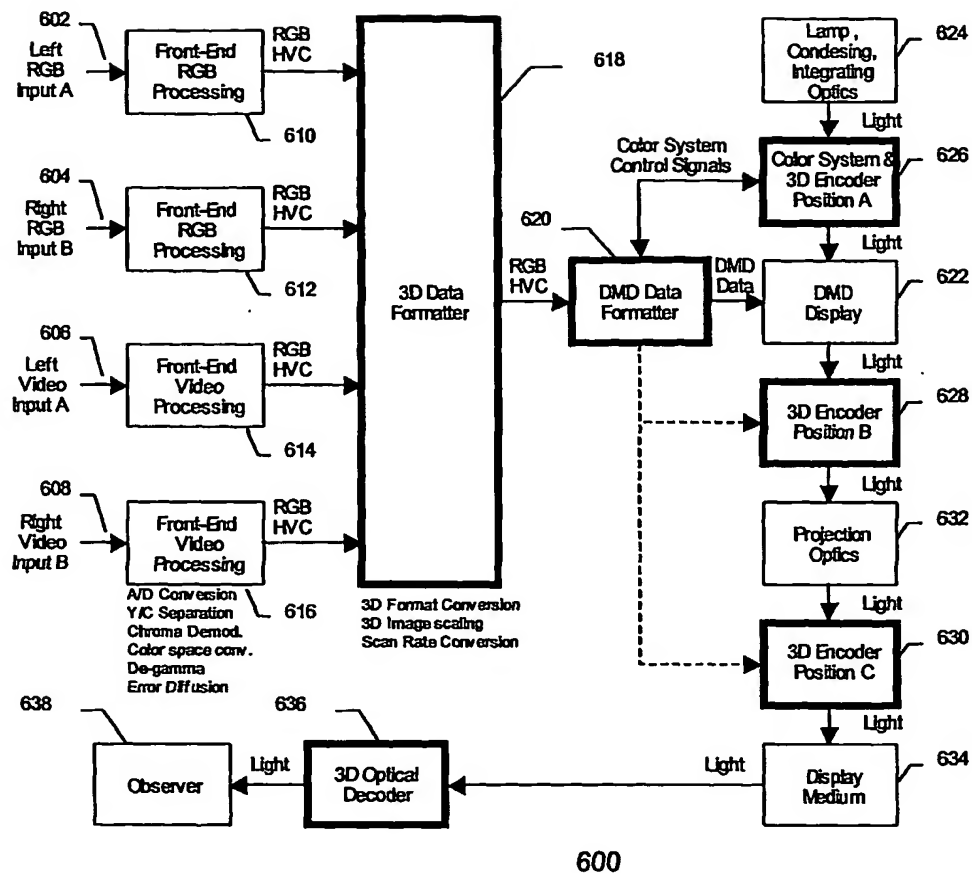 602
Left
RGB
Input A
Front-End
RGB
Processing
RGB
HVC
610
604
Right
RGB
Input B
Front-End
RGB
Processing
RGB
HVC
612
606
Left
Video
Input A
Front-End
Video
Processing
RGB
HVC
614
608
Right
Video
Input B
Front-End
Video
Processing
RGB
HVC
616
A/D Conversion
Y/C Separation
Chroma Demod.
Color space conv.
De-gamma
Error Diffusion
3D Data
Formatter
618
3D Format Conversion
3D Image scaling
Scan Rate Conversion
RGB
HVC
620
DMD Data
Formatter
Color System
Control Signals
DMD
Data
Lamp ,
Condesing,
Integrating
Optics
624
Light
Color System &
3D Encoder
Position A
626
Light
DMD
Display
622
Light
3D Encoder
Position B
628
Light
Projection
Optics
632
Light
3D Encoder
Position C
630
Light
Display
Medium
634
Light
3D Optical
Decoder
636
Light
Observer
638
600